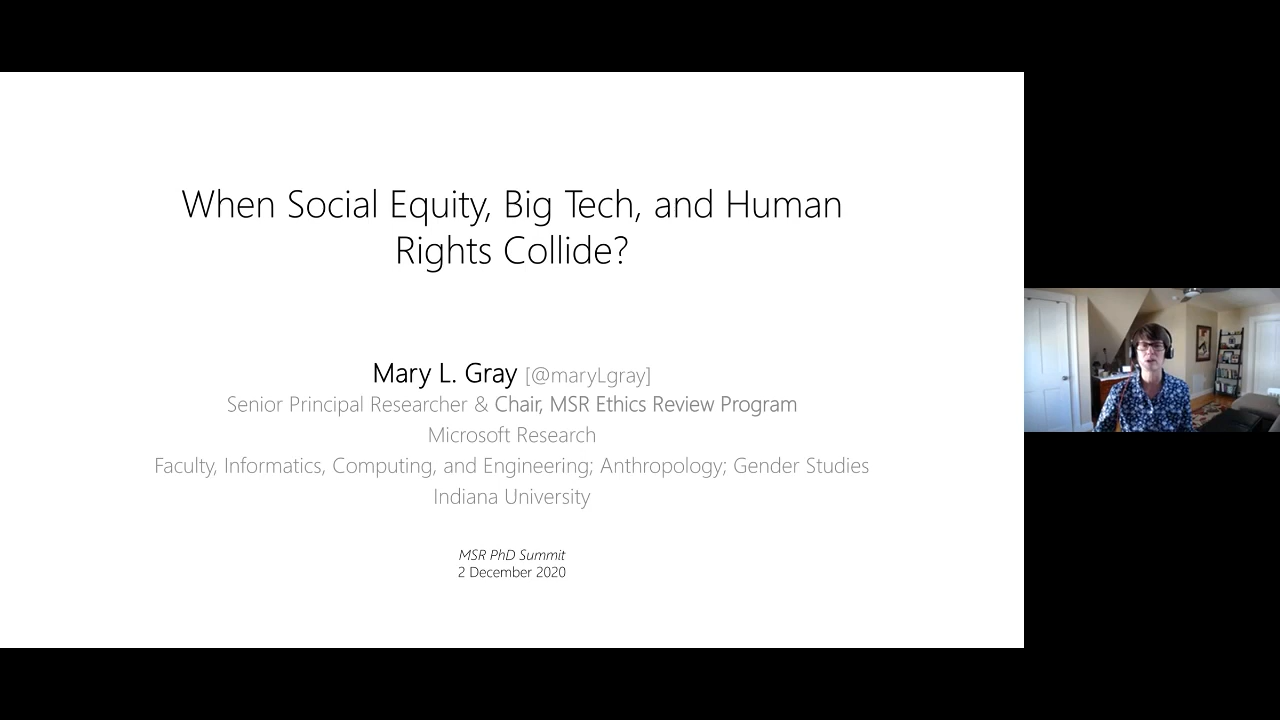 When Social Equity, Big Tech, and Human
Rights Collide?
Mary L. Gray [@maryLgray]
Senior Principal Researcher & Chair, MSR Ethics Review Program
Microsoft Research
Faculty, Informatics, Computing, and Engineering; Anthropology; Gender Studies
Indiana University
MSR PhD Summit
2 December 2020